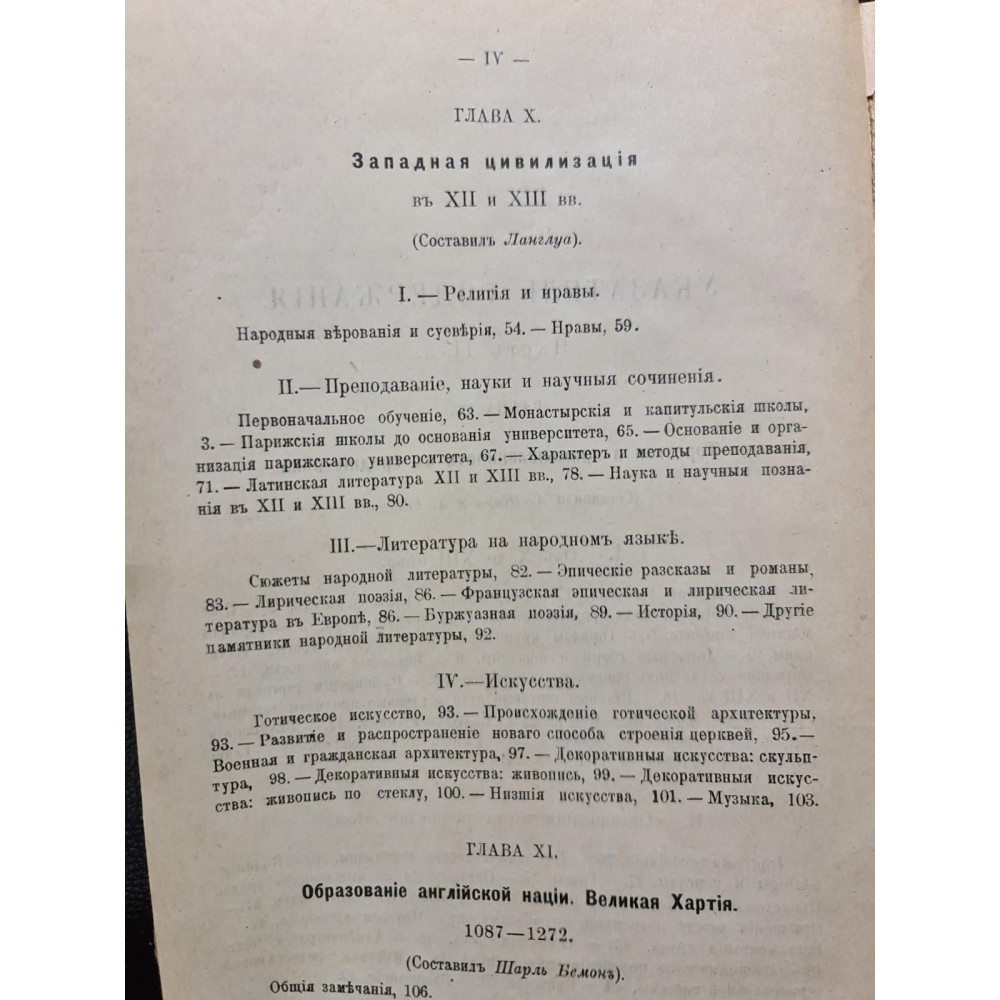 — IV —
ГЛАВА X.
Западная цивилизація
въ XII и XIII вв.
(Составилъ Ланглуа).
I. — Религія и нравы.
Народныя вѣрованія и суевѣрія, 54. — Нравы, 59.
II.— Преподаваніе, науки и научныя сочиненія.
Первоначальное обученіе, 63. — Монастырскія и капитульскія школы,
3. — Парижскія школы до основанія университета, 65. — Основаніе и орга-
низація парижскаго университета, 67. — Характеръ и методы преподаванія,
71. — Латинская литература XII и XIII вв., 78. — Наука и научныя позна-
нія въ XII и XIII вв., 80.
III.—Литература на народномъ языкѣ.
Сюжеты народной литературы, 82. — Эпическіе разсказы и романы,
83. — Лирическая поэзія, 86. — Французская эпическая и лирическая ли-
тература въ Европѣ, 86. — Буржуазная поэзія, 89. — Исторія, 90. — Другіе
памятники народной литературы, 92.
IV.—Искусства.
Готическое искусство, 93. — Происхожденіе готической архитектуры,
93. — Развитіе и распространеніе новаго способа строенія церквей, 95.—
Военная и гражданская архитектура, 97. — Декоративныя искусства: скульп-
тура, 98. — Декоративныя искусства: живопись, 99. — Декоративныя искус-
ства: живопись по стеклу, 100. — Низшія искусства, 101. — Музыка, 103.
ГЛАВА XI.
Образованіе англійской націи. Великая Хартія.
1087—1272.
(Составилъ Шарль Бемонъ).
Общія замѣчанія, 106.